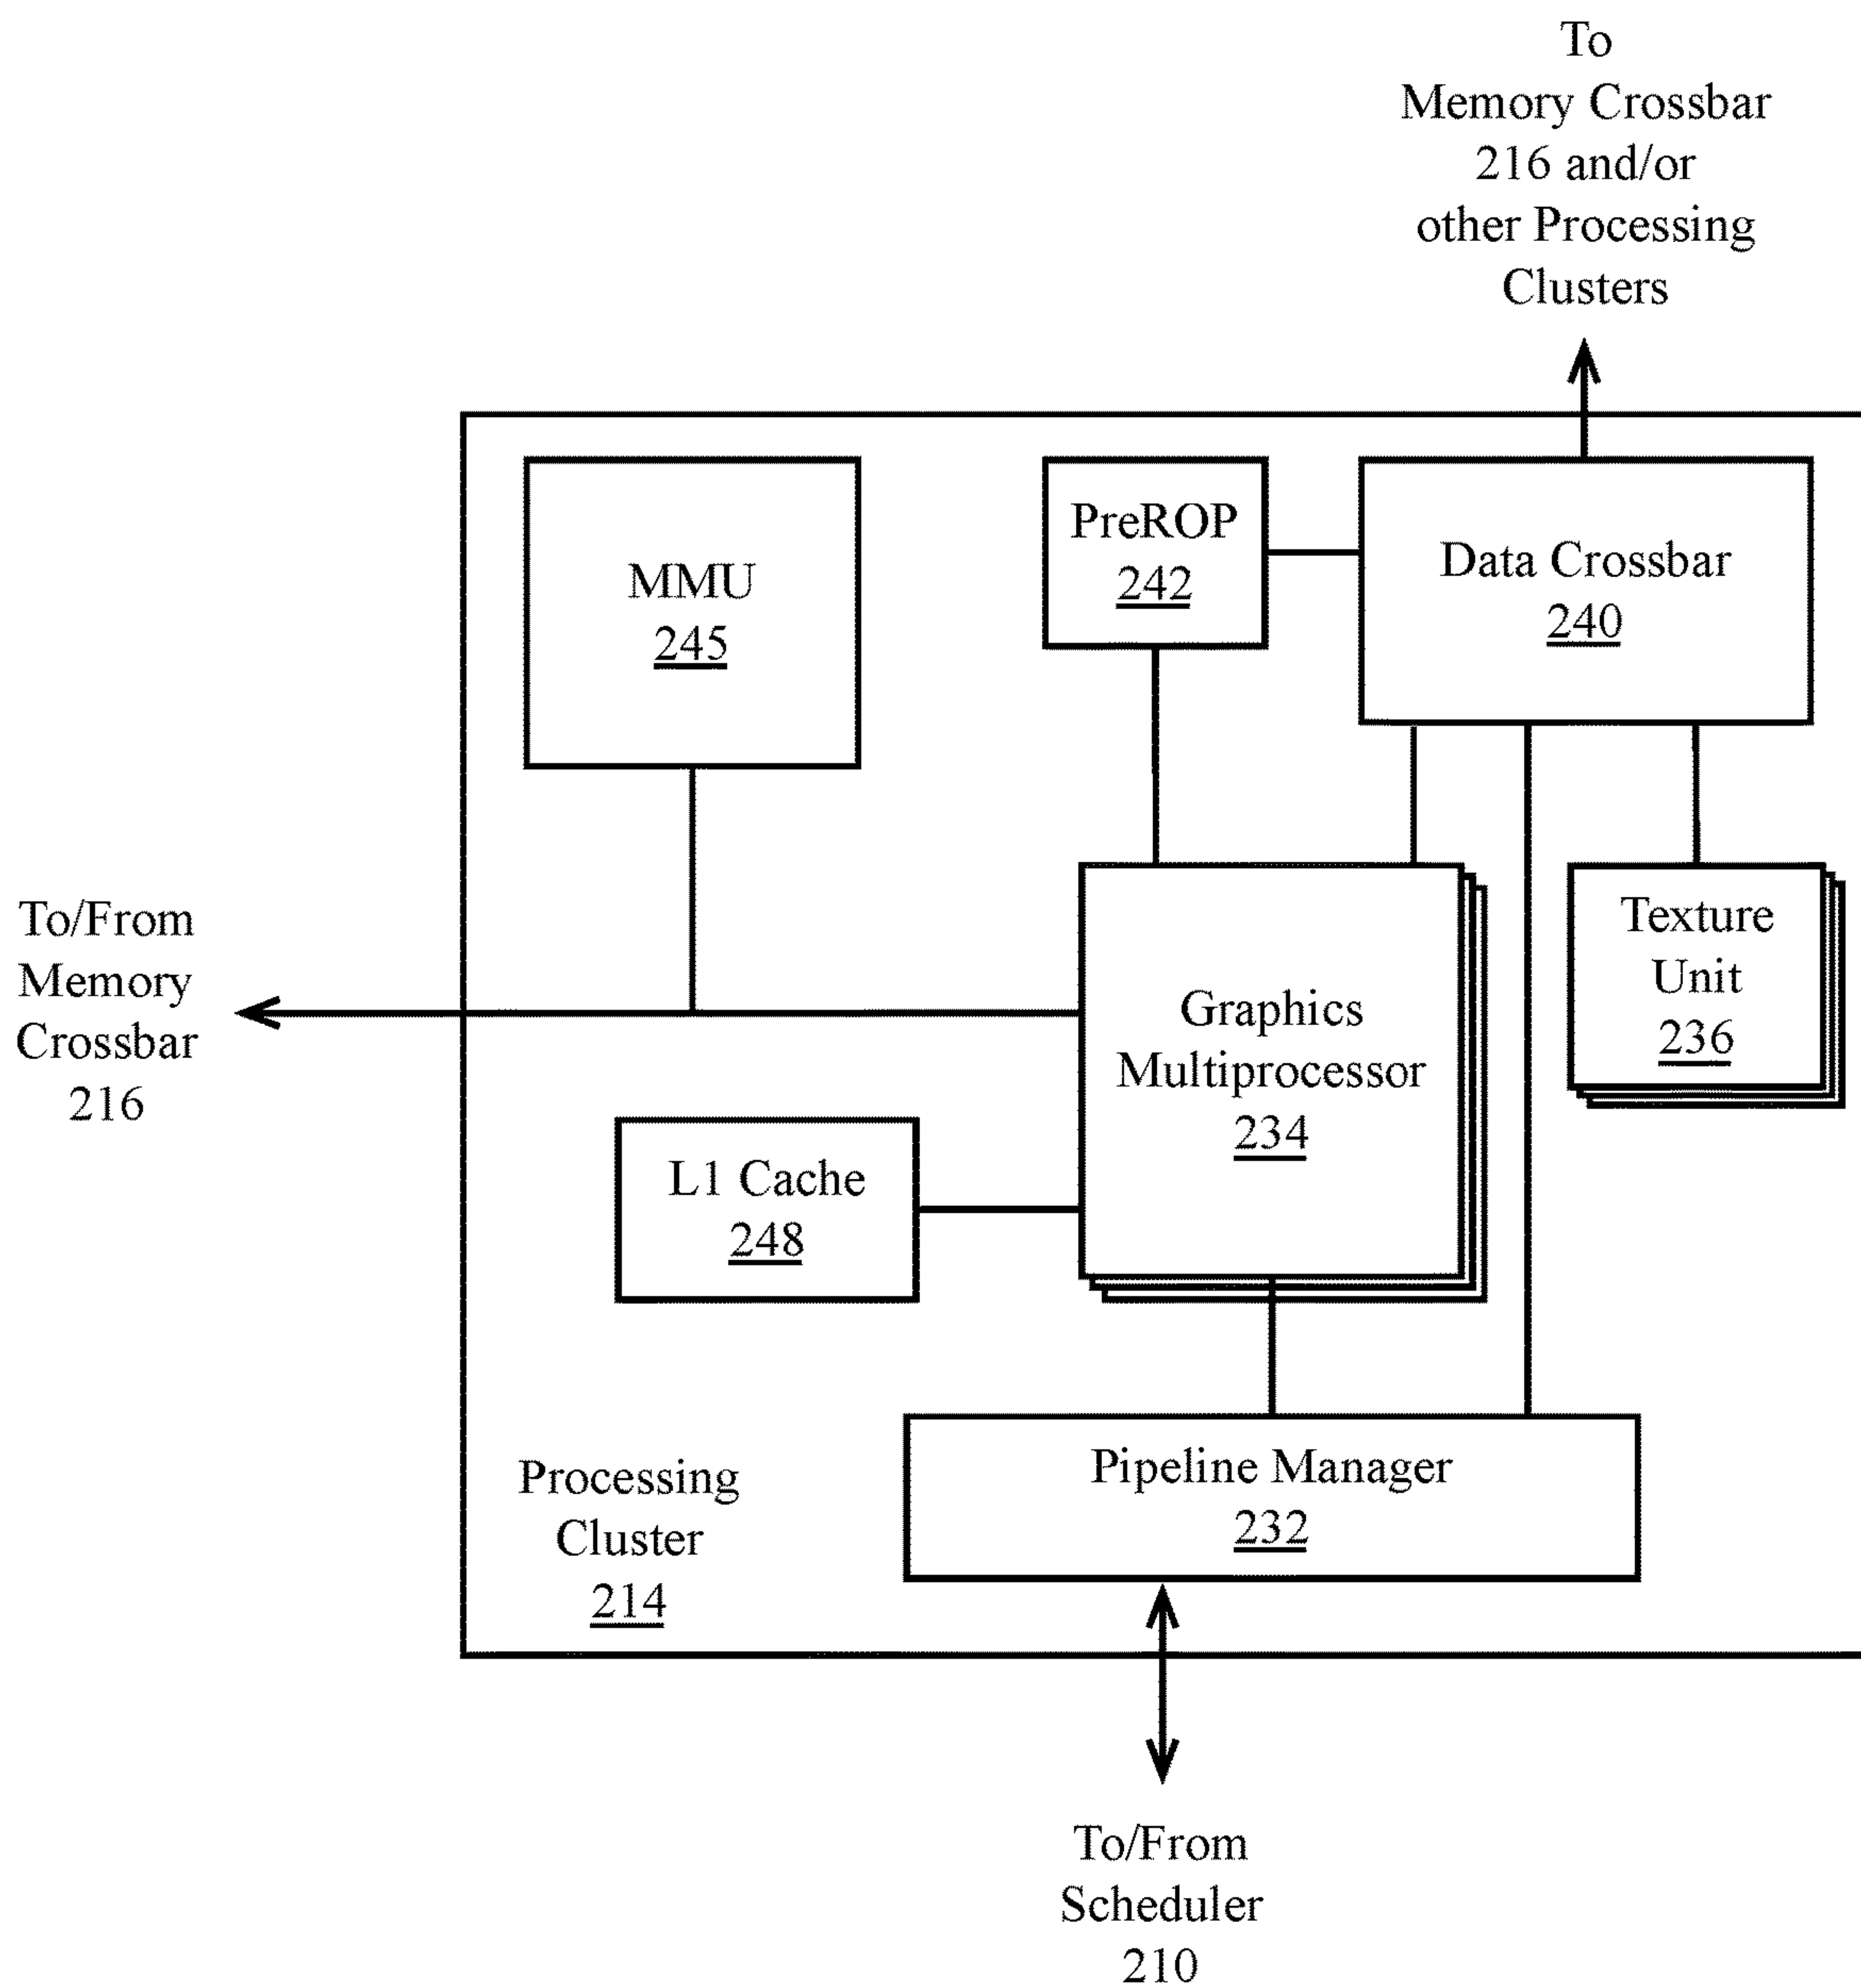 To
Memory Crossbar
216 and/or
other Processing
Clusters
MMU
245
PreROP
242
Data Crossbar
240
To/From
Memory
Crossbar
216
Graphics
Multiprocessor
234
Texture
Unit
236
L1 Cache
248
Processing
Cluster
214
Pipeline Manager
232
To/From
Scheduler
210